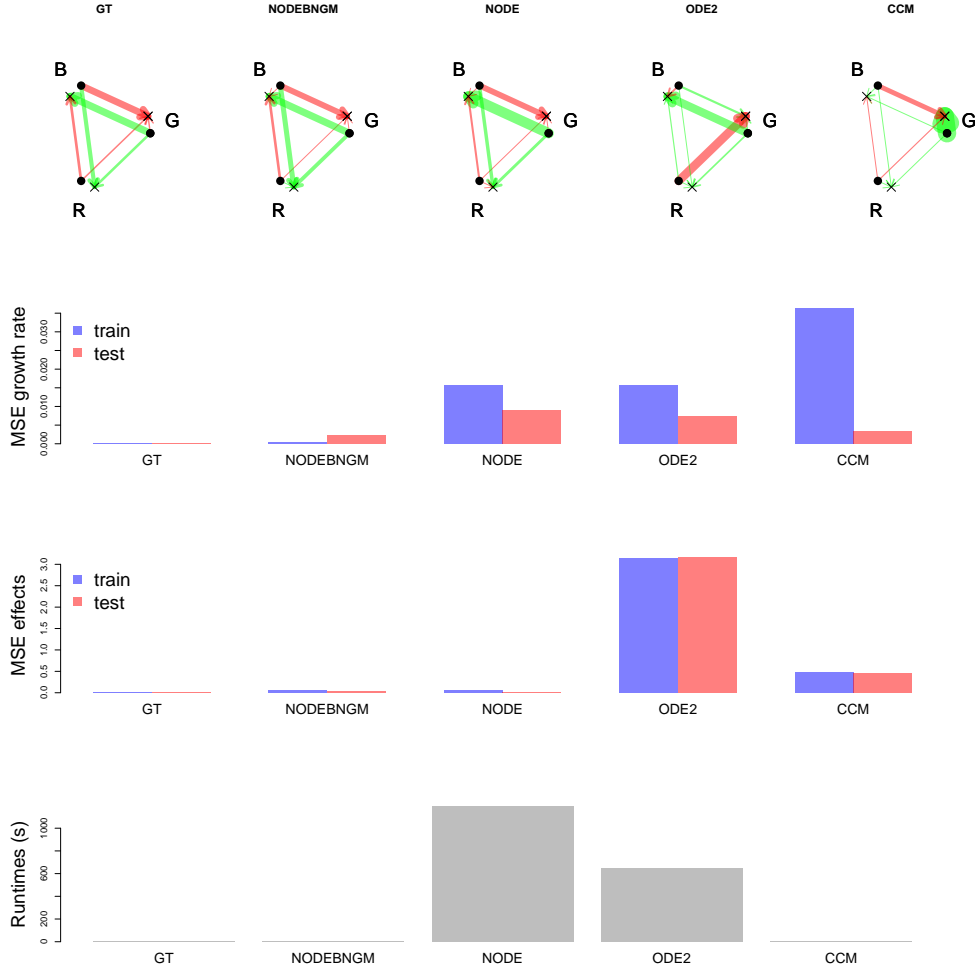 GT NODEBNGM NODE ODE2 CCM
B B B B B
G G G G G
R R R R R
MSE growth rate
0.000 0.010 0.020 0.030
train
test
GT NODEBNGM NODE ODE2 CCM
MSE effects
0.0 0.5 1.0 1.5 2.0 2.5 3.0
train
test
GT NODEBNGM NODE ODE2 CCM
Runtimes (s)
0 200 600 1000
GT NODEBNGM NODE ODE2 CCM